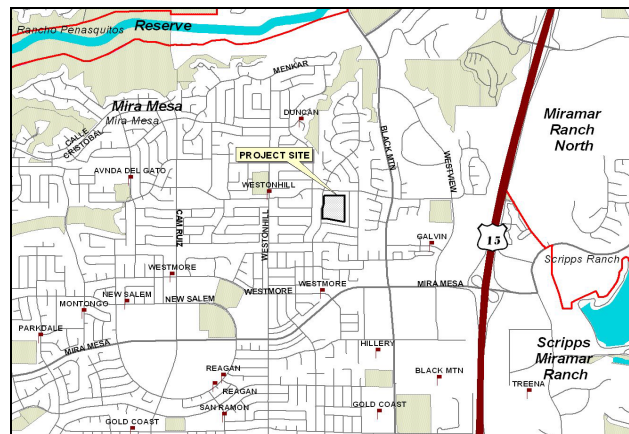 Rancho Penasquitos
Reserve
MENKAR
Mira Mesa
Mira Mesa
DUNCAN
CALLE
CRISTOBAL
BLACK MTN
Miramar
Ranch
North
PROJECT SITE
WESTVIEW
AVNDA DEL GATO
WESTONHILL
CAM RUIZ
WESTONHILL
GALVIN
15
Scripps Ranch
WESTMORE
MIRA MESA
NEW SALEM
NEW SALEM
WESTMORE
WESTMORE
MONTONGO
PARKDALE
MIRA MESA
HILLERY
Scripps
Miramar
Ranch
REAGAN
BLACK MTN
REAGAN
TREENA
SAN RAMON
GOLD COAST
GOLD COAST